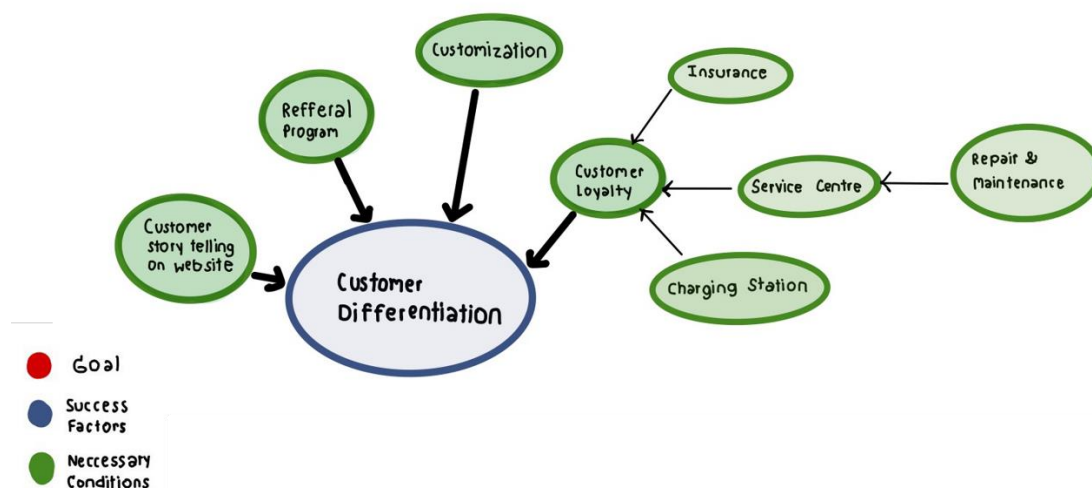 Customization
Refferal
Program
Insurance
Customer
Loyalty
Service Centre
Repair &
Maintenance
Customer
story telling
on website
Charging Station
Customer
Differentiation
Goal
Success
Factors
Neccessary
Conditions